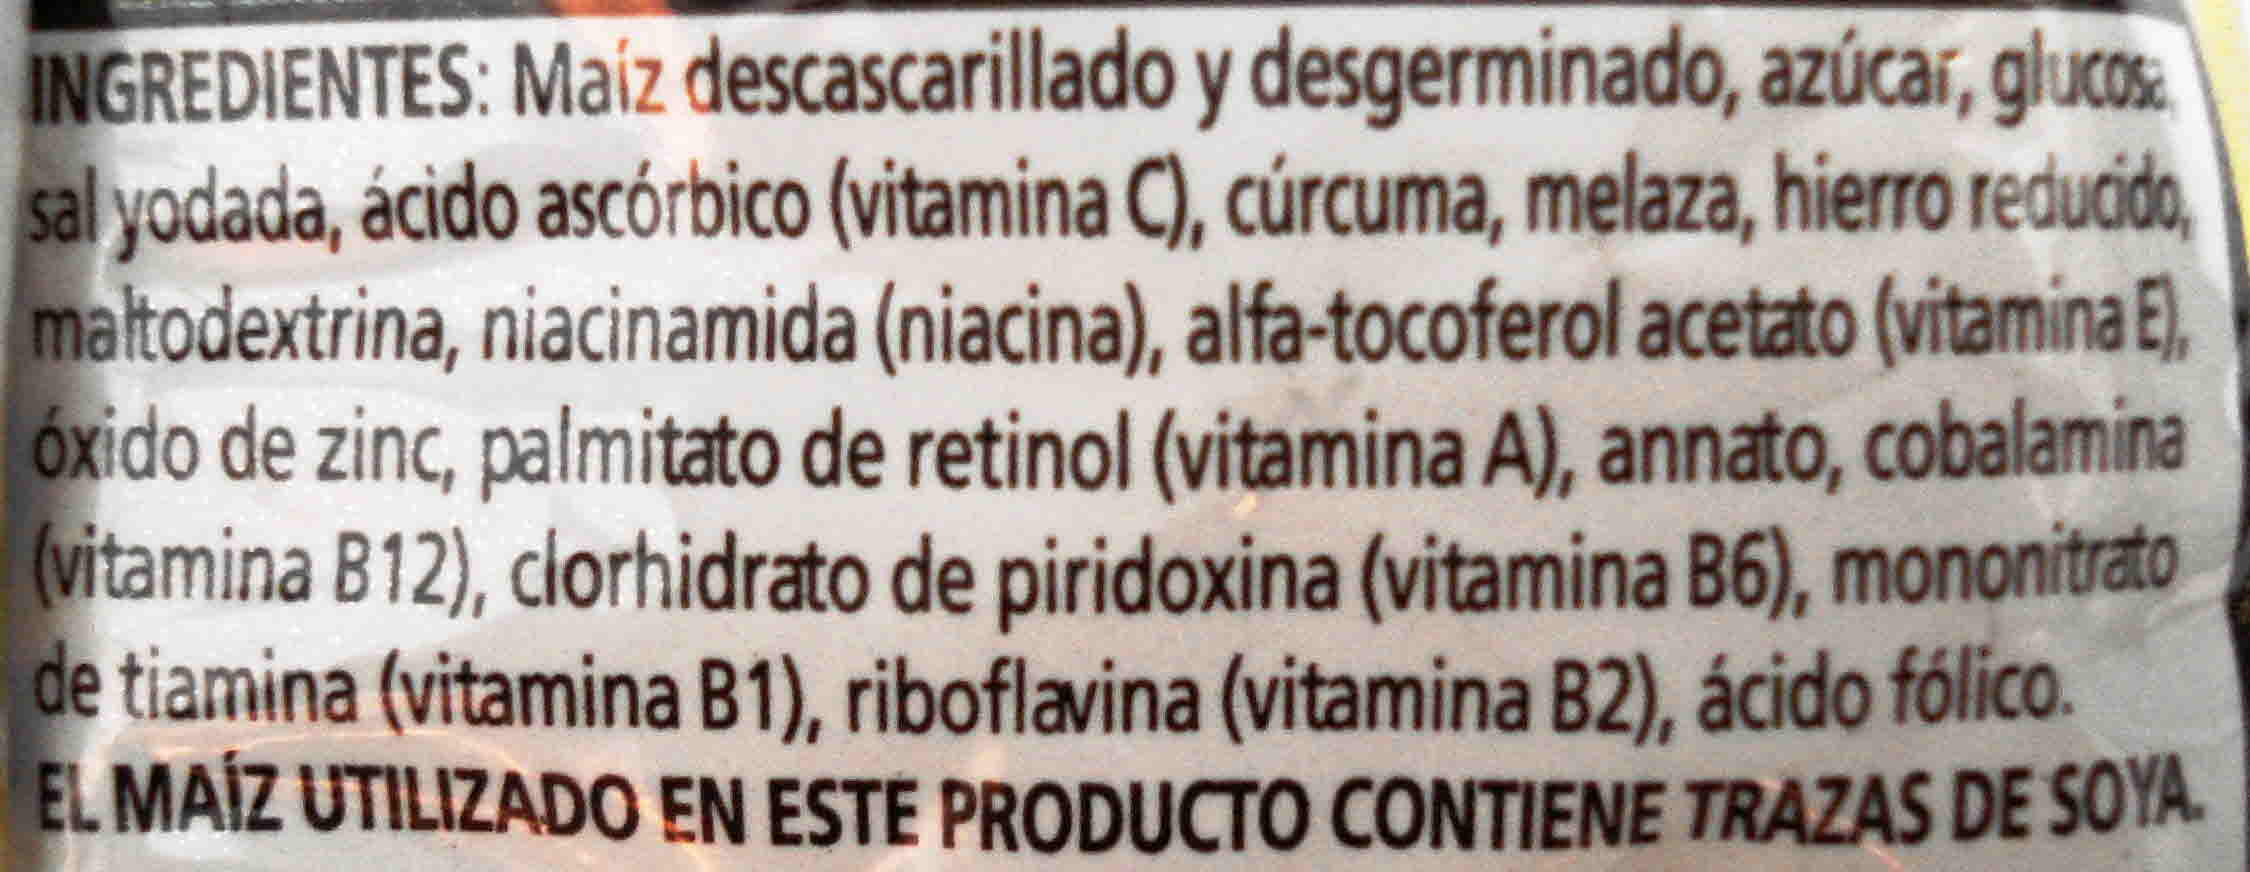 INGREDIENTES: Maíz descascarillado y desgerminado, azúcar, glucosa,
sal yodada, ácido ascórbico (vitamina C), cúrcuma, melaza, hierro reducido,
maltodextrina, niacinamida (niacina), alfa-tocoferol acetato (vitamina E),
óxido de zinc, palmitato de retinol (vitamina A), annato, cobalamina
(vitamina B12), clorhidrato de piridoxina (vitamina B6), mononitrato
de tiamina (vitamina B1), riboflavina (vitamina B2), ácido fólico.
EL MAÍZ UTILIZADO EN ESTE PRODUCTO CONTIENE TRAZAS DE SOYA.